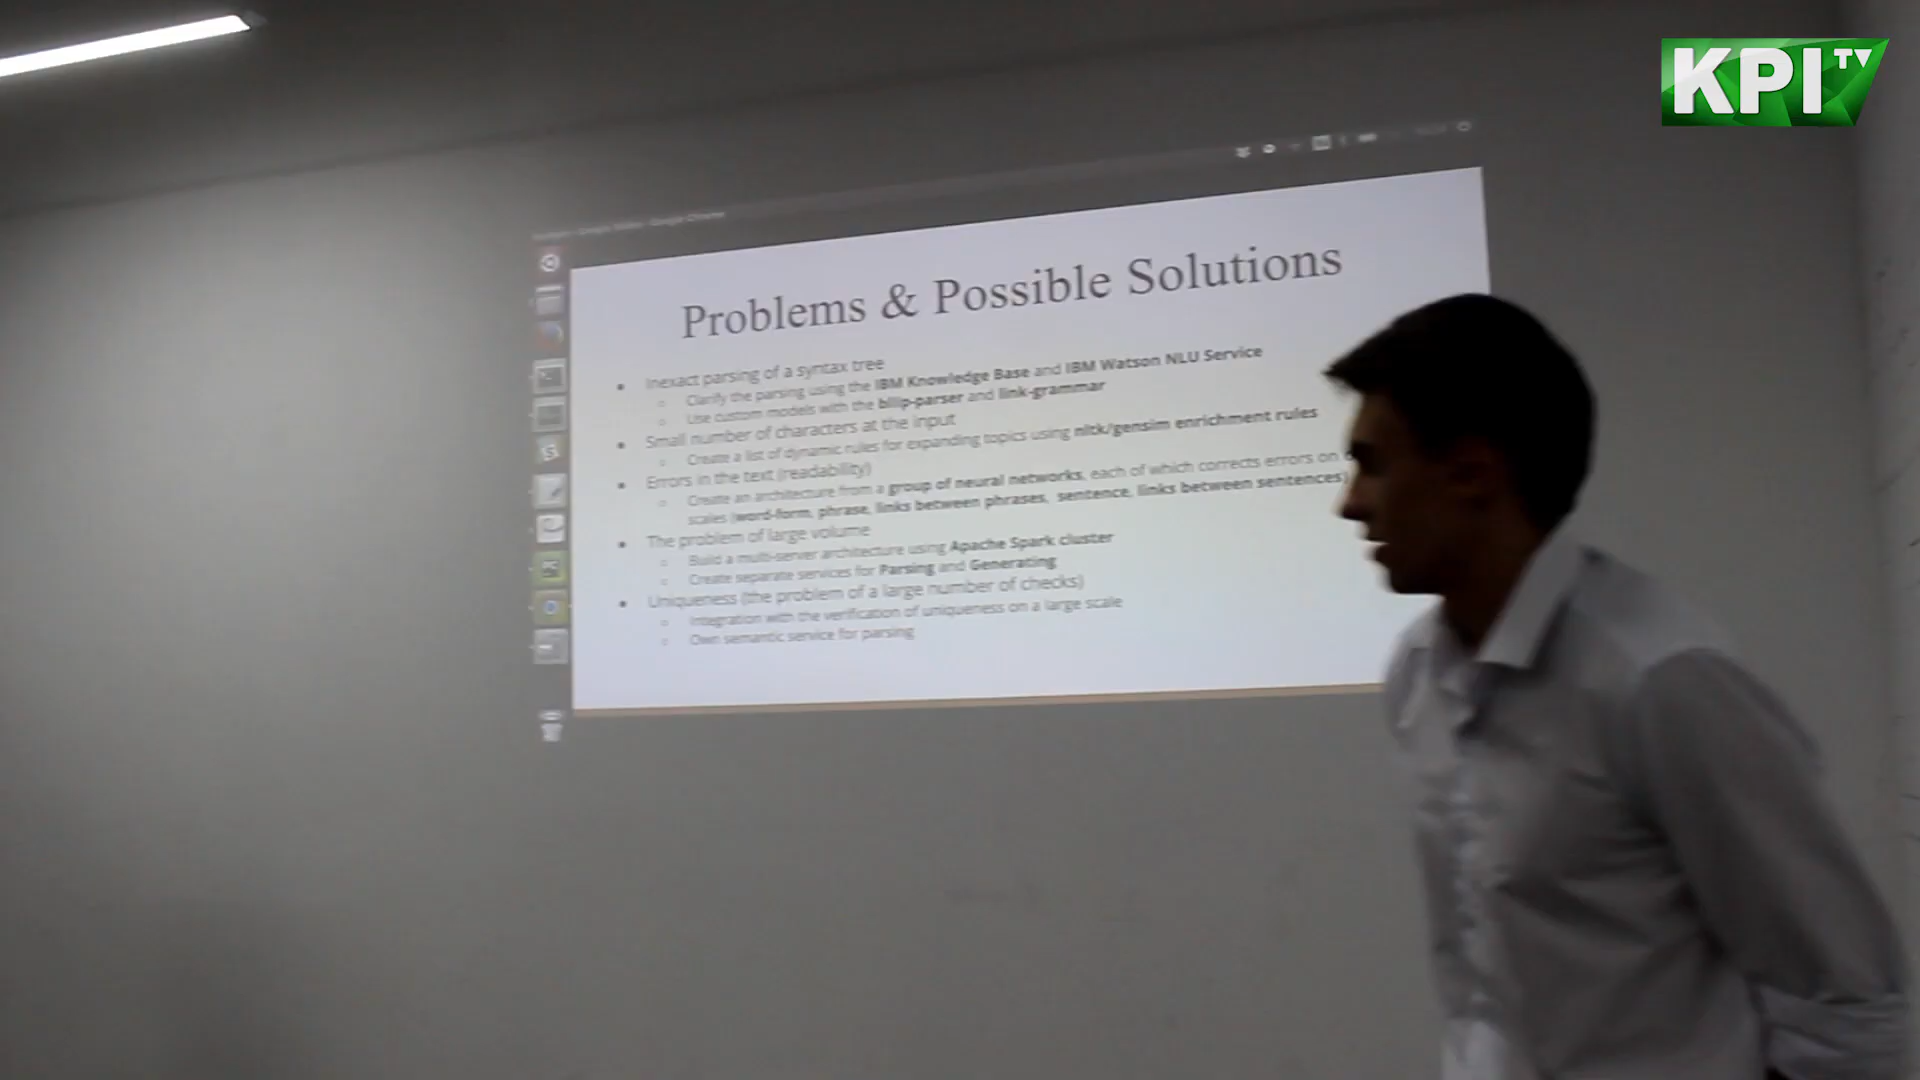 KPI TV
Problems & Possible Solutions
Inexact parsing of a syntax tree
Clarify the parsing using the IBM Knowledge Base and IBM Watson NLU Service
Use custom models with the bllip-parser and link-grammar
Small number of characters at the input
Create a list of dynamic rules for expanding topics using nltk/gensim enrichment rules
Errors in the text (readability)
Create an architecture from a group of neural networks, each of which corrects errors on
scales (word-form, phrase, links between phrases, sentence, links between sentences)
The problem of large volume
Build a multi-server architecture using Apache Spark cluster
Create separate services for Parsing and Generating
Uniqueness (the problem of a large number of checks)
Integration with the verification of uniqueness on a large scale
Own semantic service for parsing